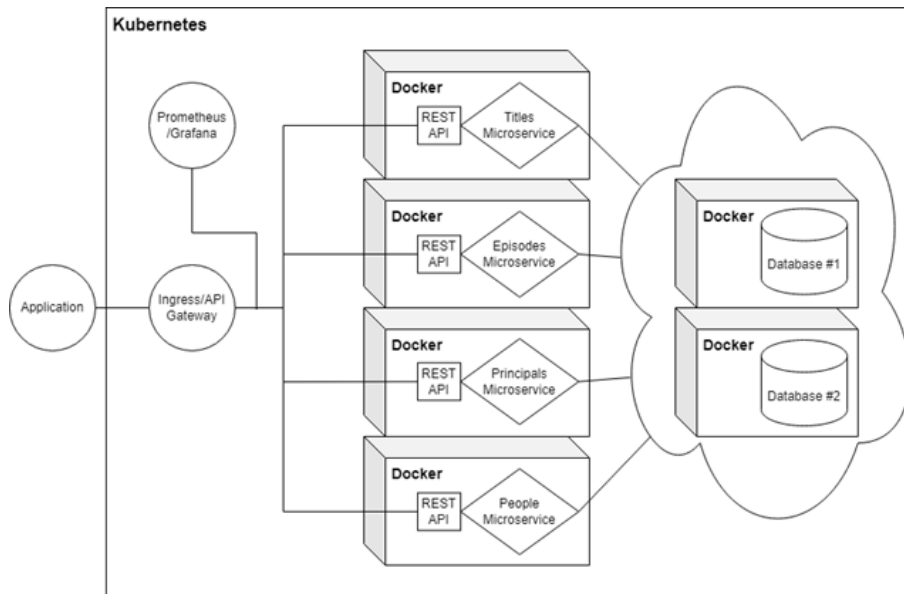 Kubernetes
Prometheus
/Grafana
Application
Ingress/API
Gateway
Docker
REST
API
Titles
Microservice
Docker
REST
API
Episodes
Microservice
Docker
REST
API
Principals
Microservice
Docker
REST
API
People
Microservice
Docker
Database #1
Docker
Database #2